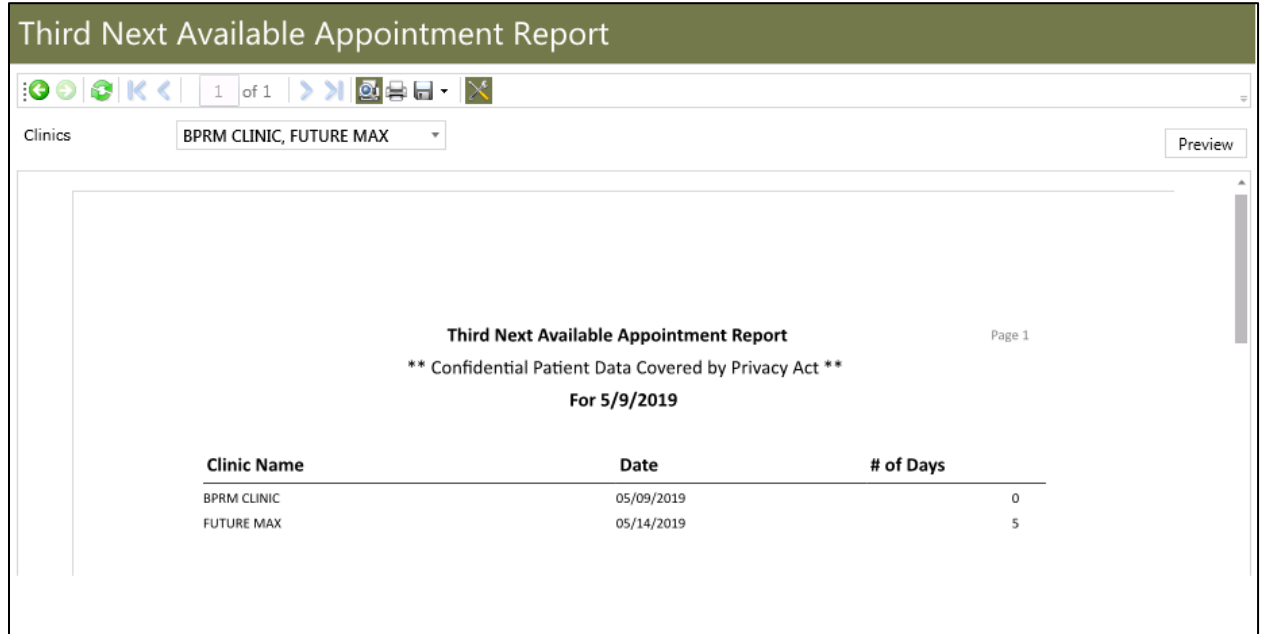 Third Next Available Appointment Report
1 of 1
Clinics BPRM CLINIC, FUTURE MAX
Preview
Third Next Available Appointment Report Page 1
** Confidential Patient Data Covered by Privacy Act **
For 5/9/2019
Clinic Name Date # of Days
BPRM CLINIC 05/09/2019 0
FUTURE MAX 05/14/2019 5